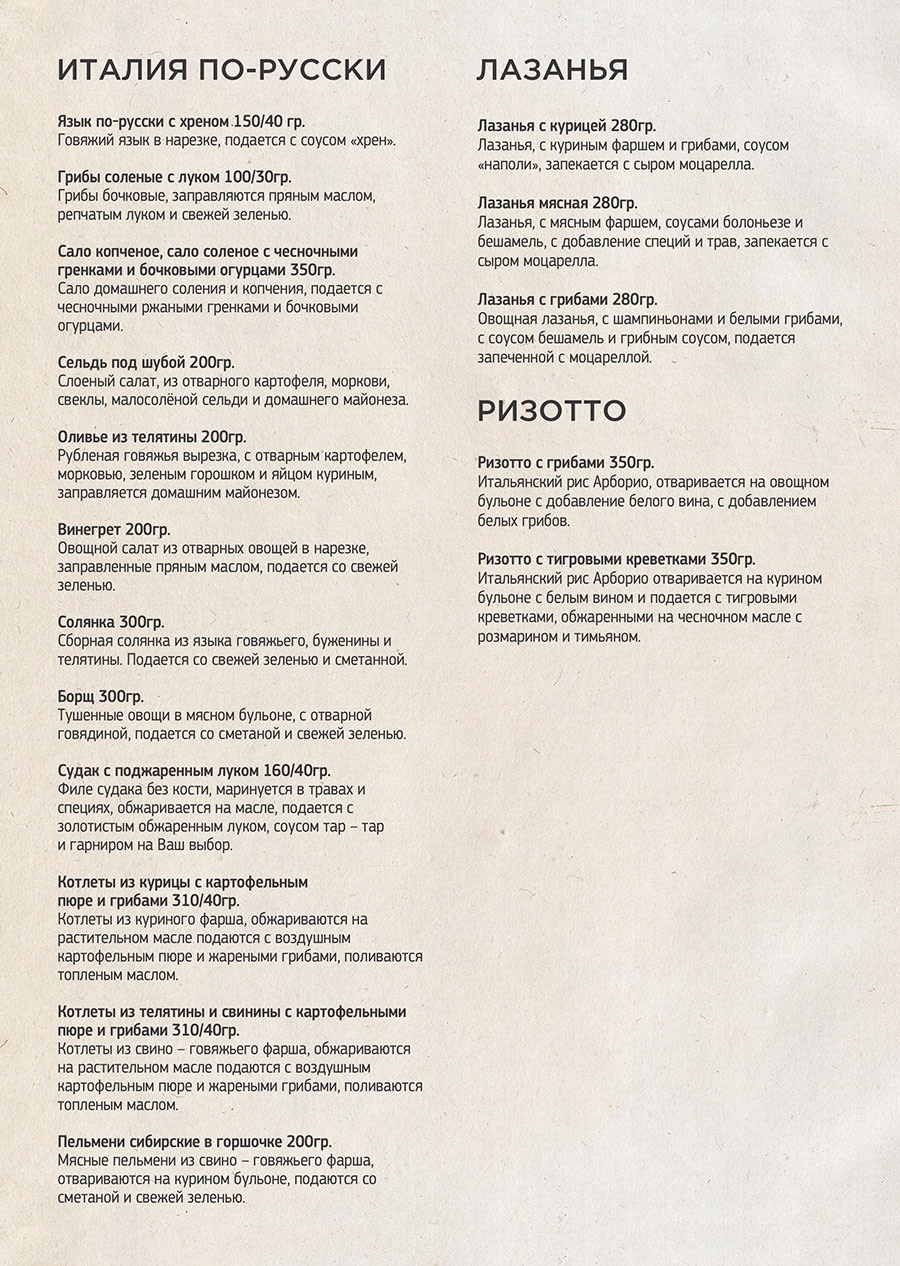 ИТАЛИЯ ПО-РУССКИ
Язык по-русски с хреном 150/40 гр.
Говяжий язык в нарезке, подается с соусом «хрен».
Грибы соленые с луком 100/30гр.
Грибы бочковые, заправляются пряным маслом,
репчатым луком и свежей зеленью.
Сало копченое, сало соленое с чесночными
гренками и бочковыми огурцами 350гр.
Сало домашнего соления и копчения, подается с
чесночными ржаными гренками и бочковыми
огурцами.
Сельдь под шубой 200гр.
Слоеный салат, из отварного картофеля, моркови,
свеклы, малосолёной сельди и домашнего майонеза.
Оливье из телятины 200гр.
Рубленая говяжья вырезка, с отварным картофелем,
морковью, зеленым горошком и яйцом куриным,
заправляется домашним майонезом.
Винегрет 200гр.
Овощной салат из отварных овощей в нарезке,
заправленные пряным маслом, подается со свежей
зеленью.
Солянка 300гр.
Сборная солянка из языка говяжьего, буженины и
телятины. Подается со свежей зеленью и сметанной.
Борщ 300гр.
Тушенные овощи в мясном бульоне, с отварной
говядиной, подается со сметаной и свежей зеленью.
Судак с поджаренным луком 160/40гр.
Филе судака без кости, маринуется в травах и
специях, обжаривается на масле, подается с
золотистым обжаренным луком, соусом тар – тар
и гарниром на Ваш выбор.
Котлеты из курицы с картофельным
пюре и грибами 310/40гр.
Котлеты из куриного фарша, обжариваются на
растительном масле подаются с воздушным
картофельным пюре и жареными грибами, поливаются
топленым маслом.
Котлеты из телятины и свинины с картофельными
пюре и грибами 310/40гр.
Котлеты из свино – говяжьего фарша, обжариваются
на растительном масле подаются с воздушным
картофельным пюре и жареными грибами, поливаются
топленым маслом.
Пельмени сибирские в горшочке 200гр.
Мясные пельмени из свино – говяжьего фарша,
отвариваются на курином бульоне, подаются со
сметаной и свежей зеленью.
ЛАЗАНЬЯ
Лазанья с курицей 280гр.
Лазанья, с куриным фаршем и грибами, соусом
«наполи», запекается с сыром моцарелла.
Лазанья мясная 280гр.
Лазанья, с мясным фаршем, соусами болоньезе и
бешамель, с добавление специй и трав, запекается с
сыром моцарелла.
Лазанья с грибами 280гр.
Овощная лазанья, с шампиньонами и белыми грибами,
с соусом бешамель и грибным соусом, подается
запеченной с моцареллой.
РИЗОТТО
Ризотто с грибами 350гр.
Итальянский рис Арборио, отваривается на овощном
бульоне с добавление белого вина, с добавлением
белых грибов.
Ризотто с тигровыми креветками 350гр.
Итальянский рис Арборио отваривается на курином
бульоне с белым вином и подается с тигровыми
креветками, обжаренными на чесночном масле с
розмарином и тимьяном.